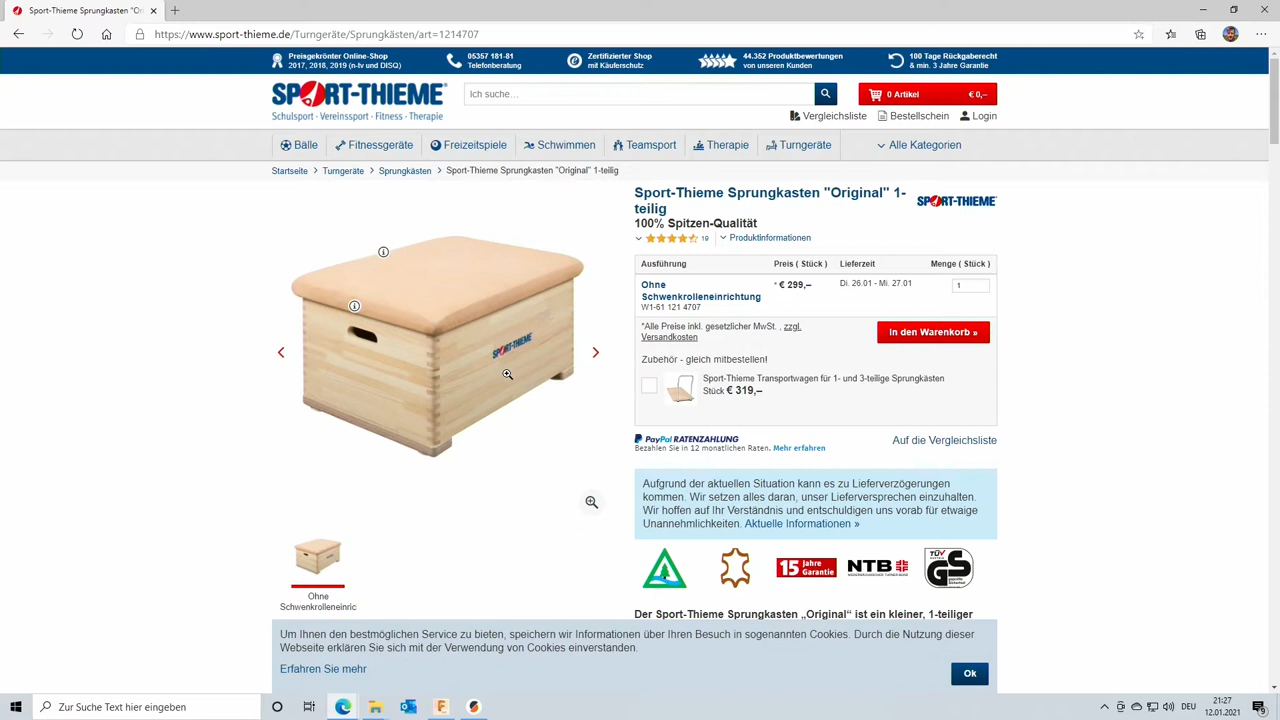 Sport-Thieme Sprungkasten "Or
https://www.sport-thieme.de/Turngeräte/Sprungkästen/art=1214707
Preisgekrönter Online-Shop
2017, 2018, 2019 (n-tv und DISQ)
05357 181-81
Telefonberatung
Zertifizierter Shop
mit Käuferschutz
44.352 Produktbewertungen
von unseren Kunden
100 Tage Rückgaberecht
& min. 3 Jahre Garantie
SPORT-THIEME
Schulsport - Vereinssport - Fitness - Therapie
Ich suche...
0 Artikel € 0,–
Vergleichsliste Bestellschein Login
Bälle Fitnessgeräte Freizeitspiele Schwimmen Teamsport Therapie Turngeräte Alle Kategorien
Startseite Turngeräte Sprungkästen Sport-Thieme Sprungkasten "Original" 1-teilig
SPORT-THIEME
Sport-Thieme Sprungkasten "Original" 1-
teilig
SPORT-THIEME
100% Spitzen-Qualität
19 Produktinformationen
Ausführung Preis ( Stück ) Lieferzeit Menge ( Stück )
Ohne
Schwenkrolleneinrichtung
W1-61 121 4707
* € 299,–
Di. 26.01 - Mi. 27.01
1
*Alle Preise inkl. gesetzlicher MwSt. , zzgl.
Versandkosten
In den Warenkorb »
Zubehör - gleich mitbestellen!
Sport-Thieme Transportwagen für 1- und 3-teilige Sprungkästen
Stück € 319,–
PayPal RATENZAHLUNG
Bezahlen Sie in 12 monatlichen Raten. Mehr erfahren
Auf die Vergleichsliste
Aufgrund der aktuellen Situation kann es zu Lieferverzögerungen
kommen. Wir setzen alles daran, unser Lieferversprechen einzuhalten.
Wir hoffen auf Ihr Verständnis und entschuldigen uns vorab für etwaige
Unannehmlichkeiten. Aktuelle Informationen »
15 Jahre
Garantie
NTB
TÜV
GS
Ohne
Schwenkrolleneinric
Der Sport-Thieme Sprungkasten „Original“ ist ein kleiner, 1-teiliger
Um Ihnen den bestmöglichen Service zu bieten, speichern wir Informationen über Ihren Besuch in sogenannten Cookies. Durch die Nutzung dieser
Webseite erklären Sie sich mit der Verwendung von Cookies einverstanden.
Erfahren Sie mehr
Ok
Zur Suche Text hier eingeben
DEU
21:27
12.01.2021
9